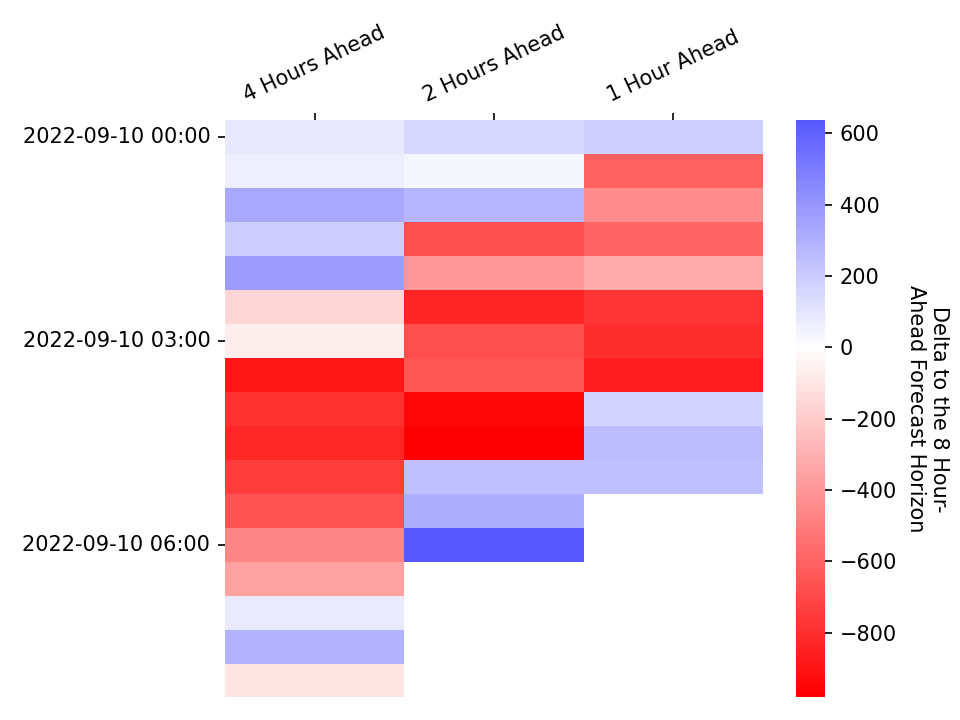 4 Hours Ahead
2 Hours Ahead
1 Hour Ahead
2022-09-10 00:00
2022-09-10 03:00
2022-09-10 06:00
600
400
200
0
−200
−400
−600
−800
Delta to the 8 Hour-
Ahead Forecast Horizon